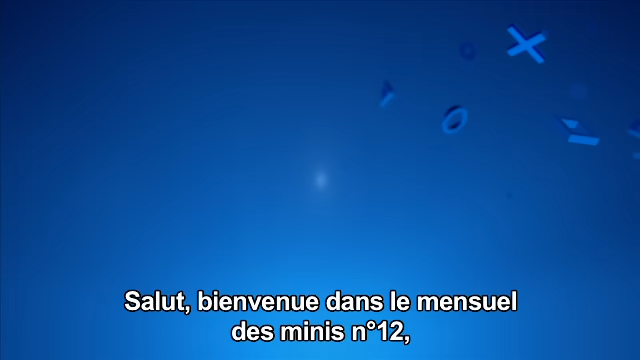 Salut, bienvenue dans le mensuel
des minis n°12,